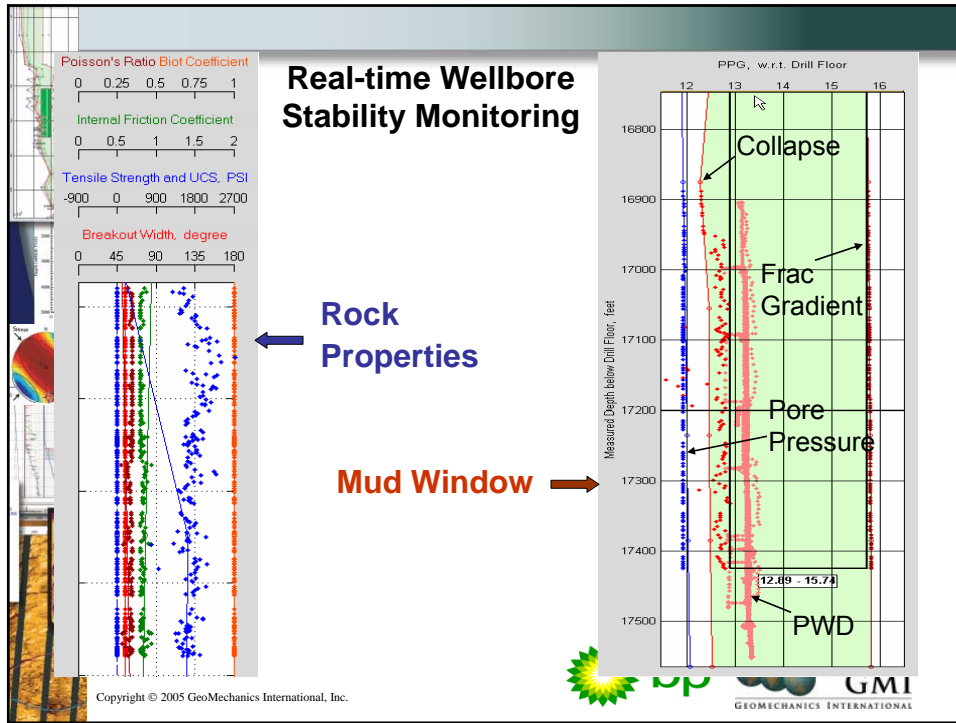 Real-time Wellbore
Stability Monitoring
Poisson's Ratio Biot Coefficient
0 0.25 0.5 0.75 1
Internal Friction Coefficient
0 0.5 1 1.5 2
Tensile Strength and UCS, PSI
-900 0 900 1800 2700
Breakout Width, degree
0 45 90 135 180
Rock
Properties
Mud Window
PPG, w.r.t. Drill Floor
12 13 14 15 16
Measured Depth below Drill Floor, feet
16800
16900
17000
17100
17200
17300
17400
17500
Collapse
Frac
Gradient
Pore
Pressure
12.89 - 15.74
PWD
Copyright © 2005 GeoMechanics International, Inc.
bp
GMI
GEOMECHANICS INTERNATIONAL